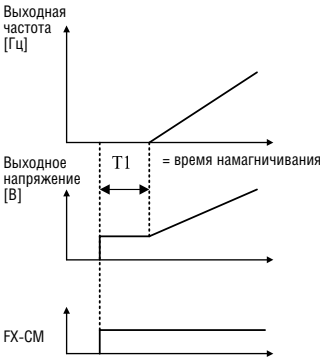 Выходная
частота
[Гц]
T1
= время намагничивания
Выходное
напряжение
[В]
FX-CM